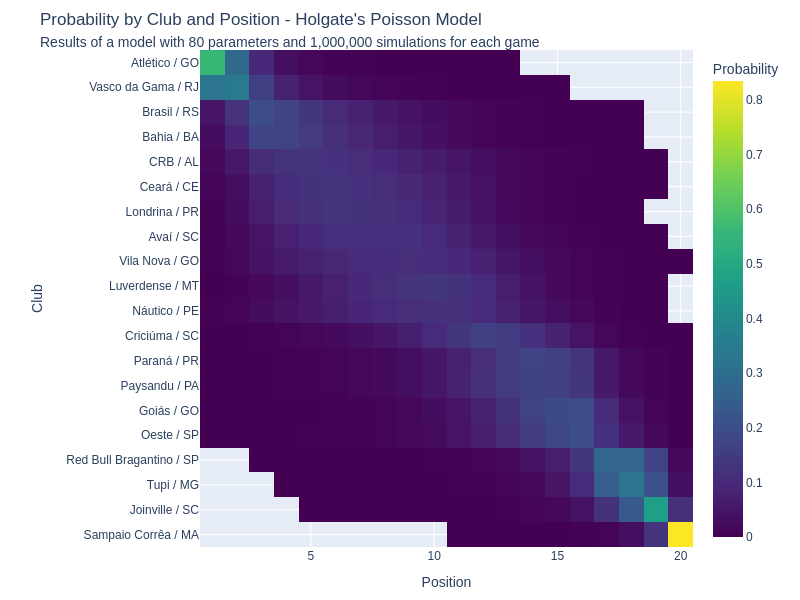 Probability by Club and Position - Holgate's Poisson Model
Results of a model with 80 parameters and 1,000,000 simulations for each game
Probability
Atlético / GO
Vasco da Gama / RJ
Brasil / RS
Bahia / BA
CRB / AL
Ceará / CE
Londrina / PR
Avaí / SC
Vila Nova / GO
Luverdense / MT
Náutico / PE
Criciúma / SC
Paraná / PR
Paysandu / PA
Goiás / GO
Oeste / SP
Red Bull Bragantino / SP
Tupi / MG
Joinville / SC
Sampaio Corrêa / MA
Club
5
10
15
20
Position
0.8
0.7
0.6
0.5
0.4
0.3
0.2
0.1
0